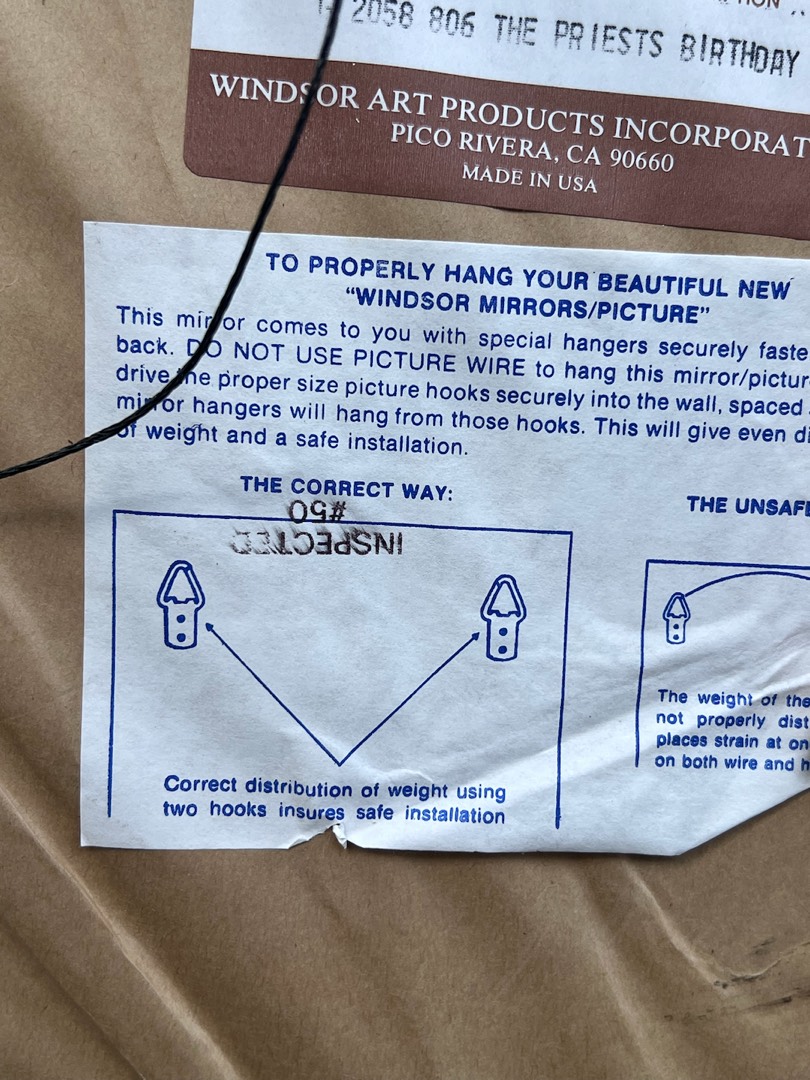 2058 806 THE PRIESTS BIRTHDAY
WINDSOR ART PRODUCTS INCORPORAT
PICO RIVERA, CA 90660
MADE IN USA
TO PROPERLY HANG YOUR BEAUTIFUL NEW
“WINDSOR MIRRORS/PICTURE”
This mirror comes to you with special hangers securely faste
back. DO NOT USE PICTURE WIRE to hang this mirror/pictur
drive the proper size picture hooks securely into the wall, spaced
mirror hangers will hang from those hooks. This will give even di
of weight and a safe installation.
THE CORRECT WAY:
#50
INSPECTED
Correct distribution of weight using
two hooks insures safe installation
THE UNSAFE
The weight of the
not properly dist
places strain at on
on both wire and h